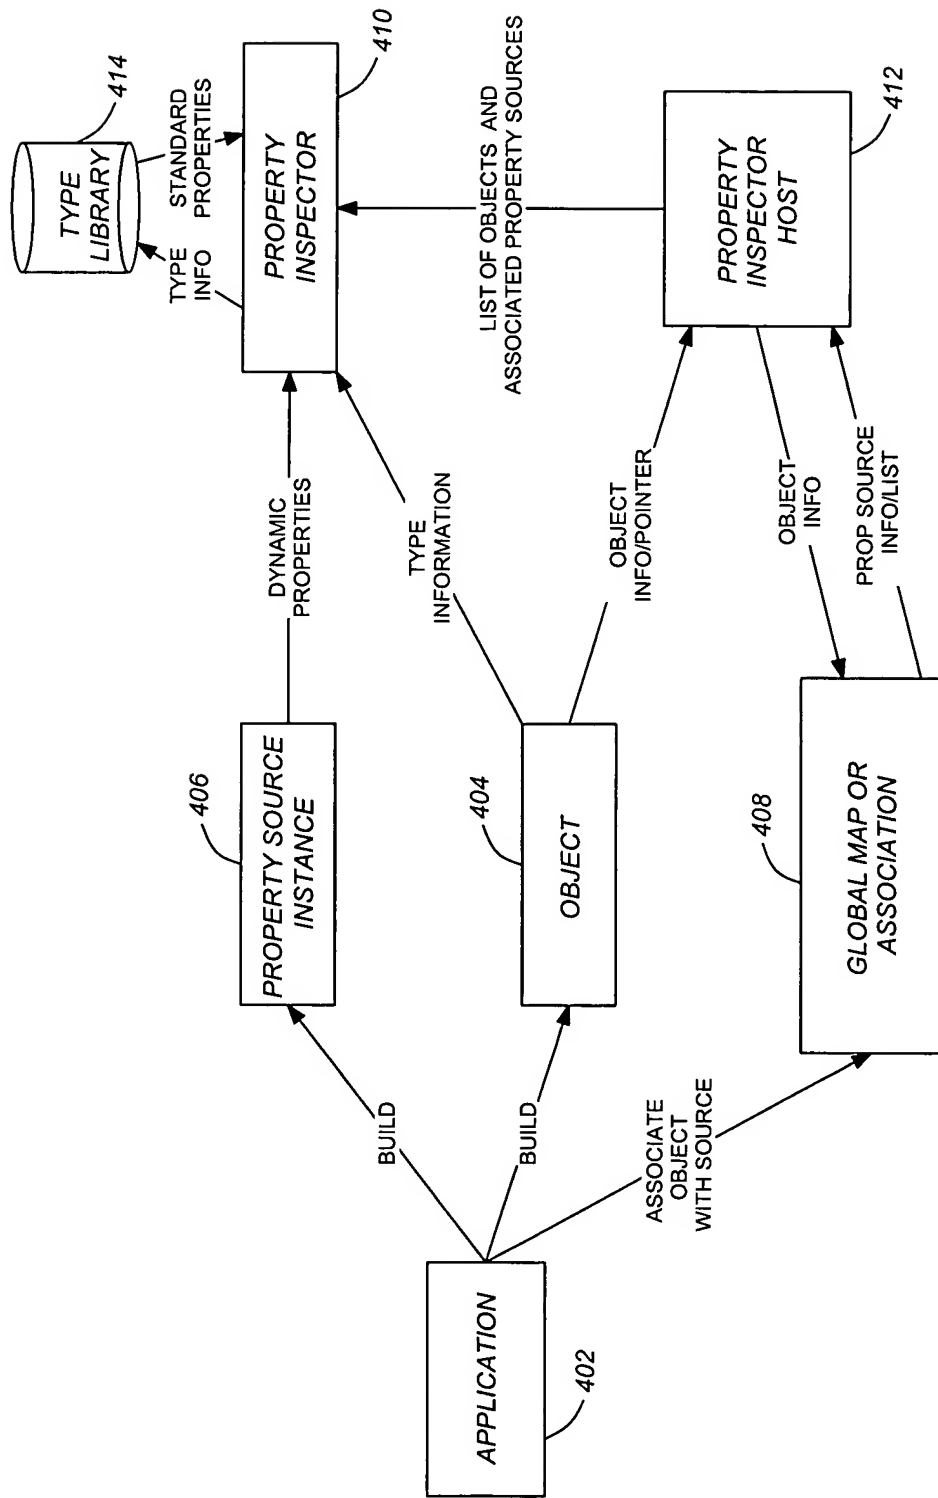 APPLICATION
402
BUILD
BUILD
ASSOCIATE
OBJECT
WITH SOURCE
406
PROPERTY SOURCE
INSTANCE
404
OBJECT
408
GLOBAL MAP OR
ASSOCIATION
DYNAMIC
PROPERTIES
TYPE
INFORMATION
OBJECT
INFO/POINTER
OBJECT
INFO
PROP SOURCE
INFO/LIST
TYPE
LIBRARY
414
TYPE
INFO
STANDARD
PROPERTIES
PROPERTY
INSPECTOR
410
LIST OF OBJECTS AND
ASSOCIATED PROPERTY SOURCES
PROPERTY
INSPECTOR
HOST
412